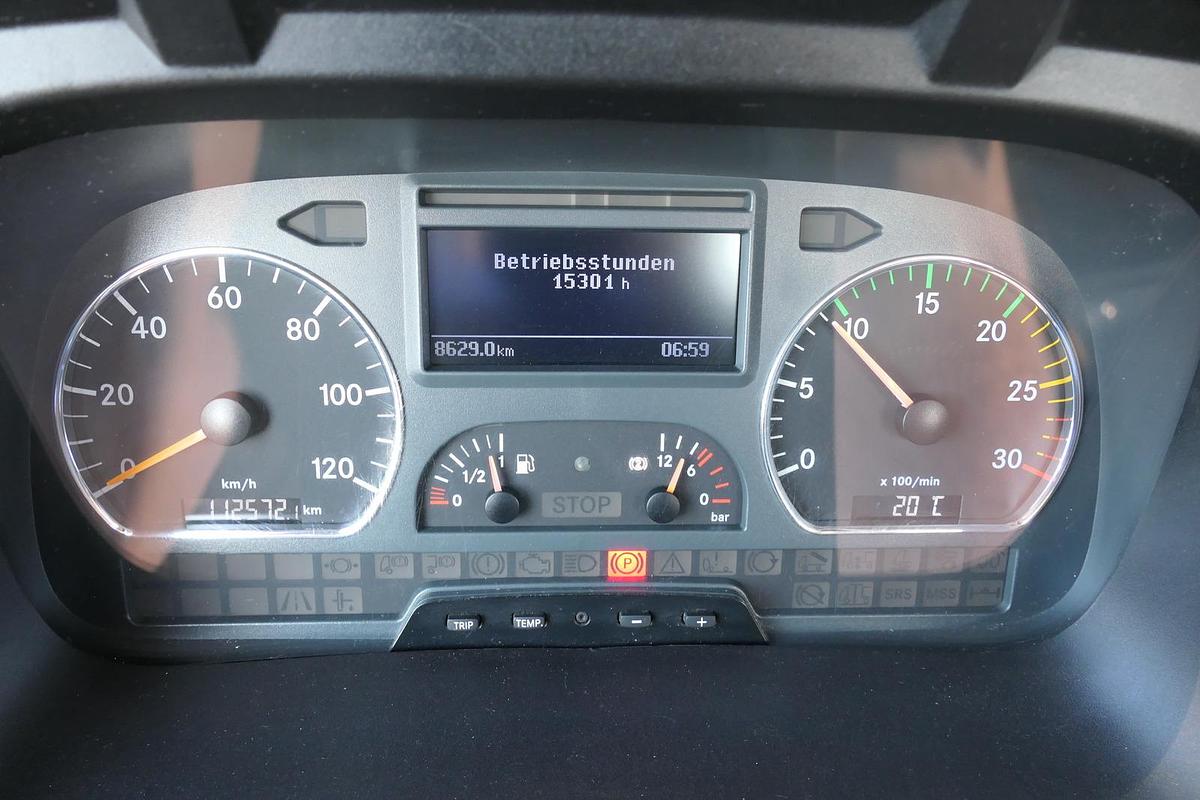 Betriebsstunden
15301 h
8629.0 km 06:59
0 20 40 60 80 100 120
km/h
112572.1 km
0 1/2 1
STOP
12 6 0
bar
0 5 10 15 20 25 30
x 100/min
20 °C
P
SRS MSS
TRIP TEMP. - +